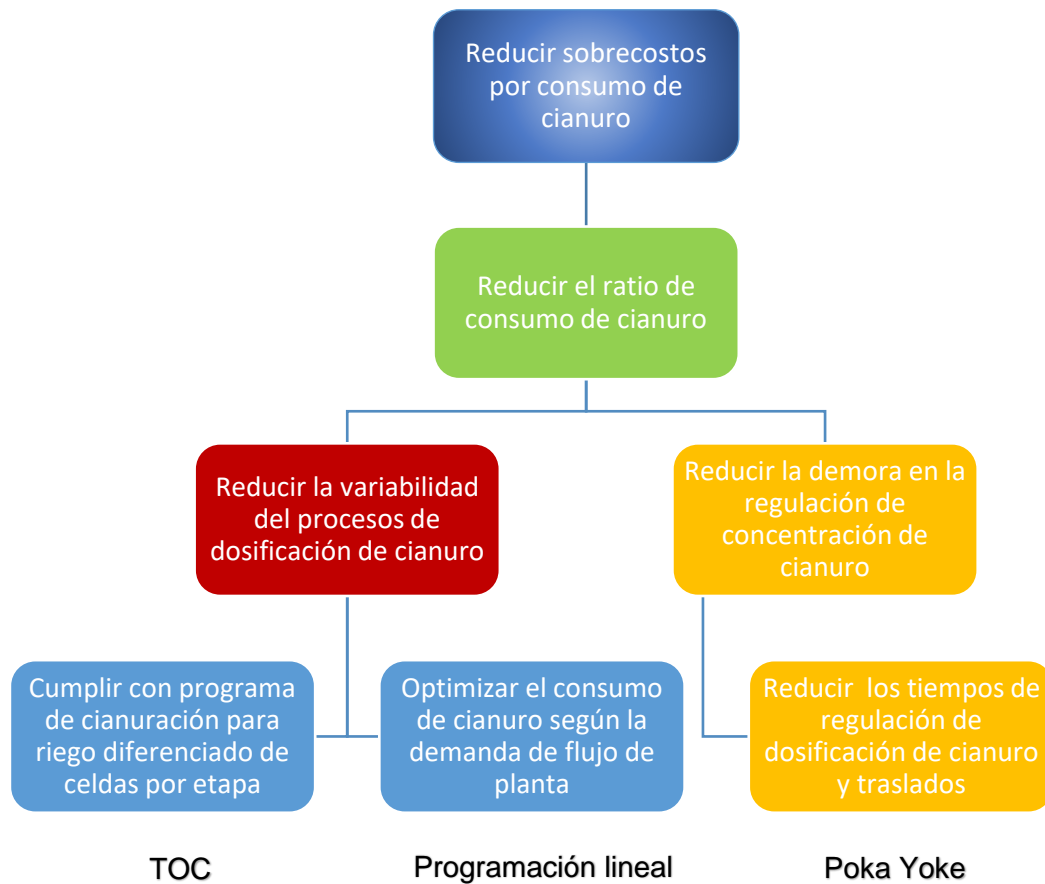 Reducir sobrecostos
por consumo de
cianuro
Reducir el ratio de
consumo de cianuro
Reducir la variabilidad
del procesos de
dosificación de cianuro
Reducir la demora en la
regulación de
concentración de
cianuro
Cumplir con programa
de cianuración para
riego diferenciado de
celdas por etapa
Optimizar el consumo
de cianuro según la
demanda de flujo de
planta
Reducir los tiempos de
regulación de
dosificación de cianuro
y traslados
TOC
Programación lineal
Poka Yoke